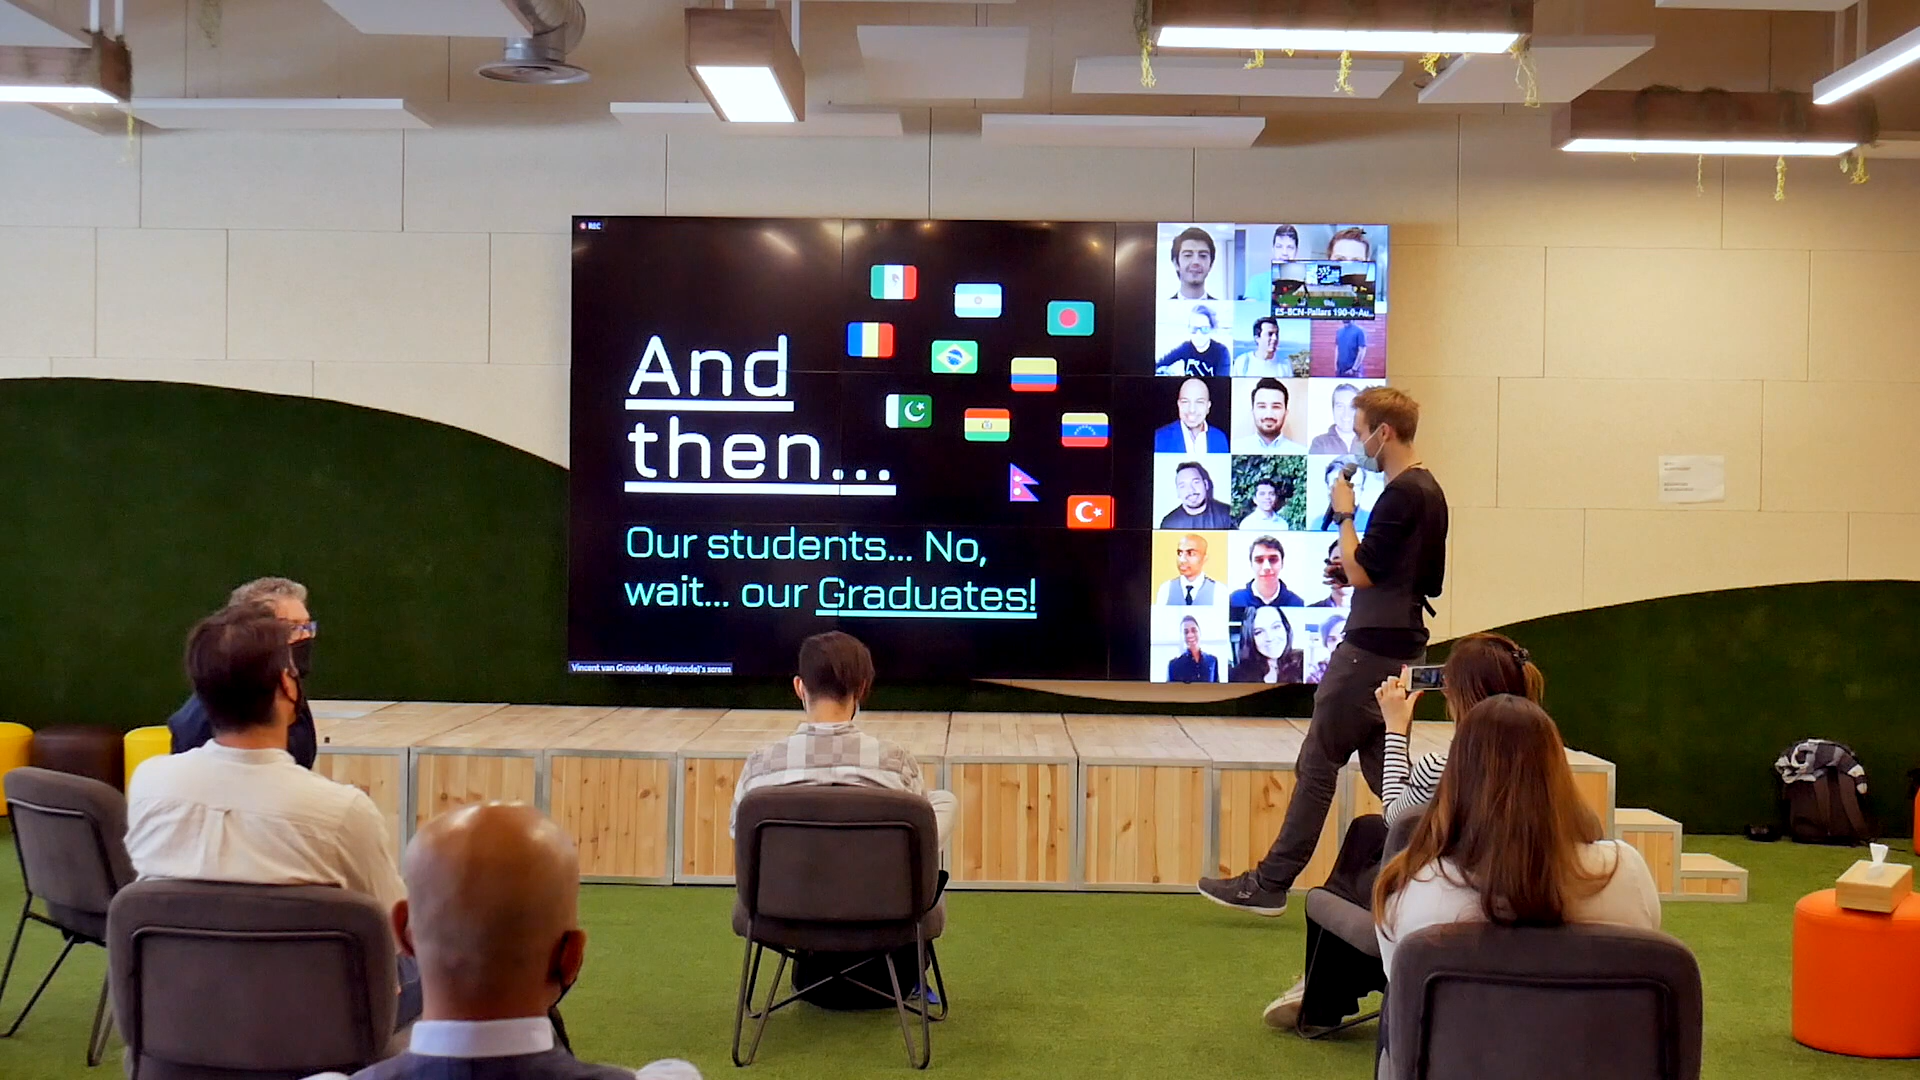 REC
And
then...
Our students... No,
wait... our Graduates!
ES-BCN-Pallars 190-0-Au...
Vincent van Grondelle (Migracode)'s screen